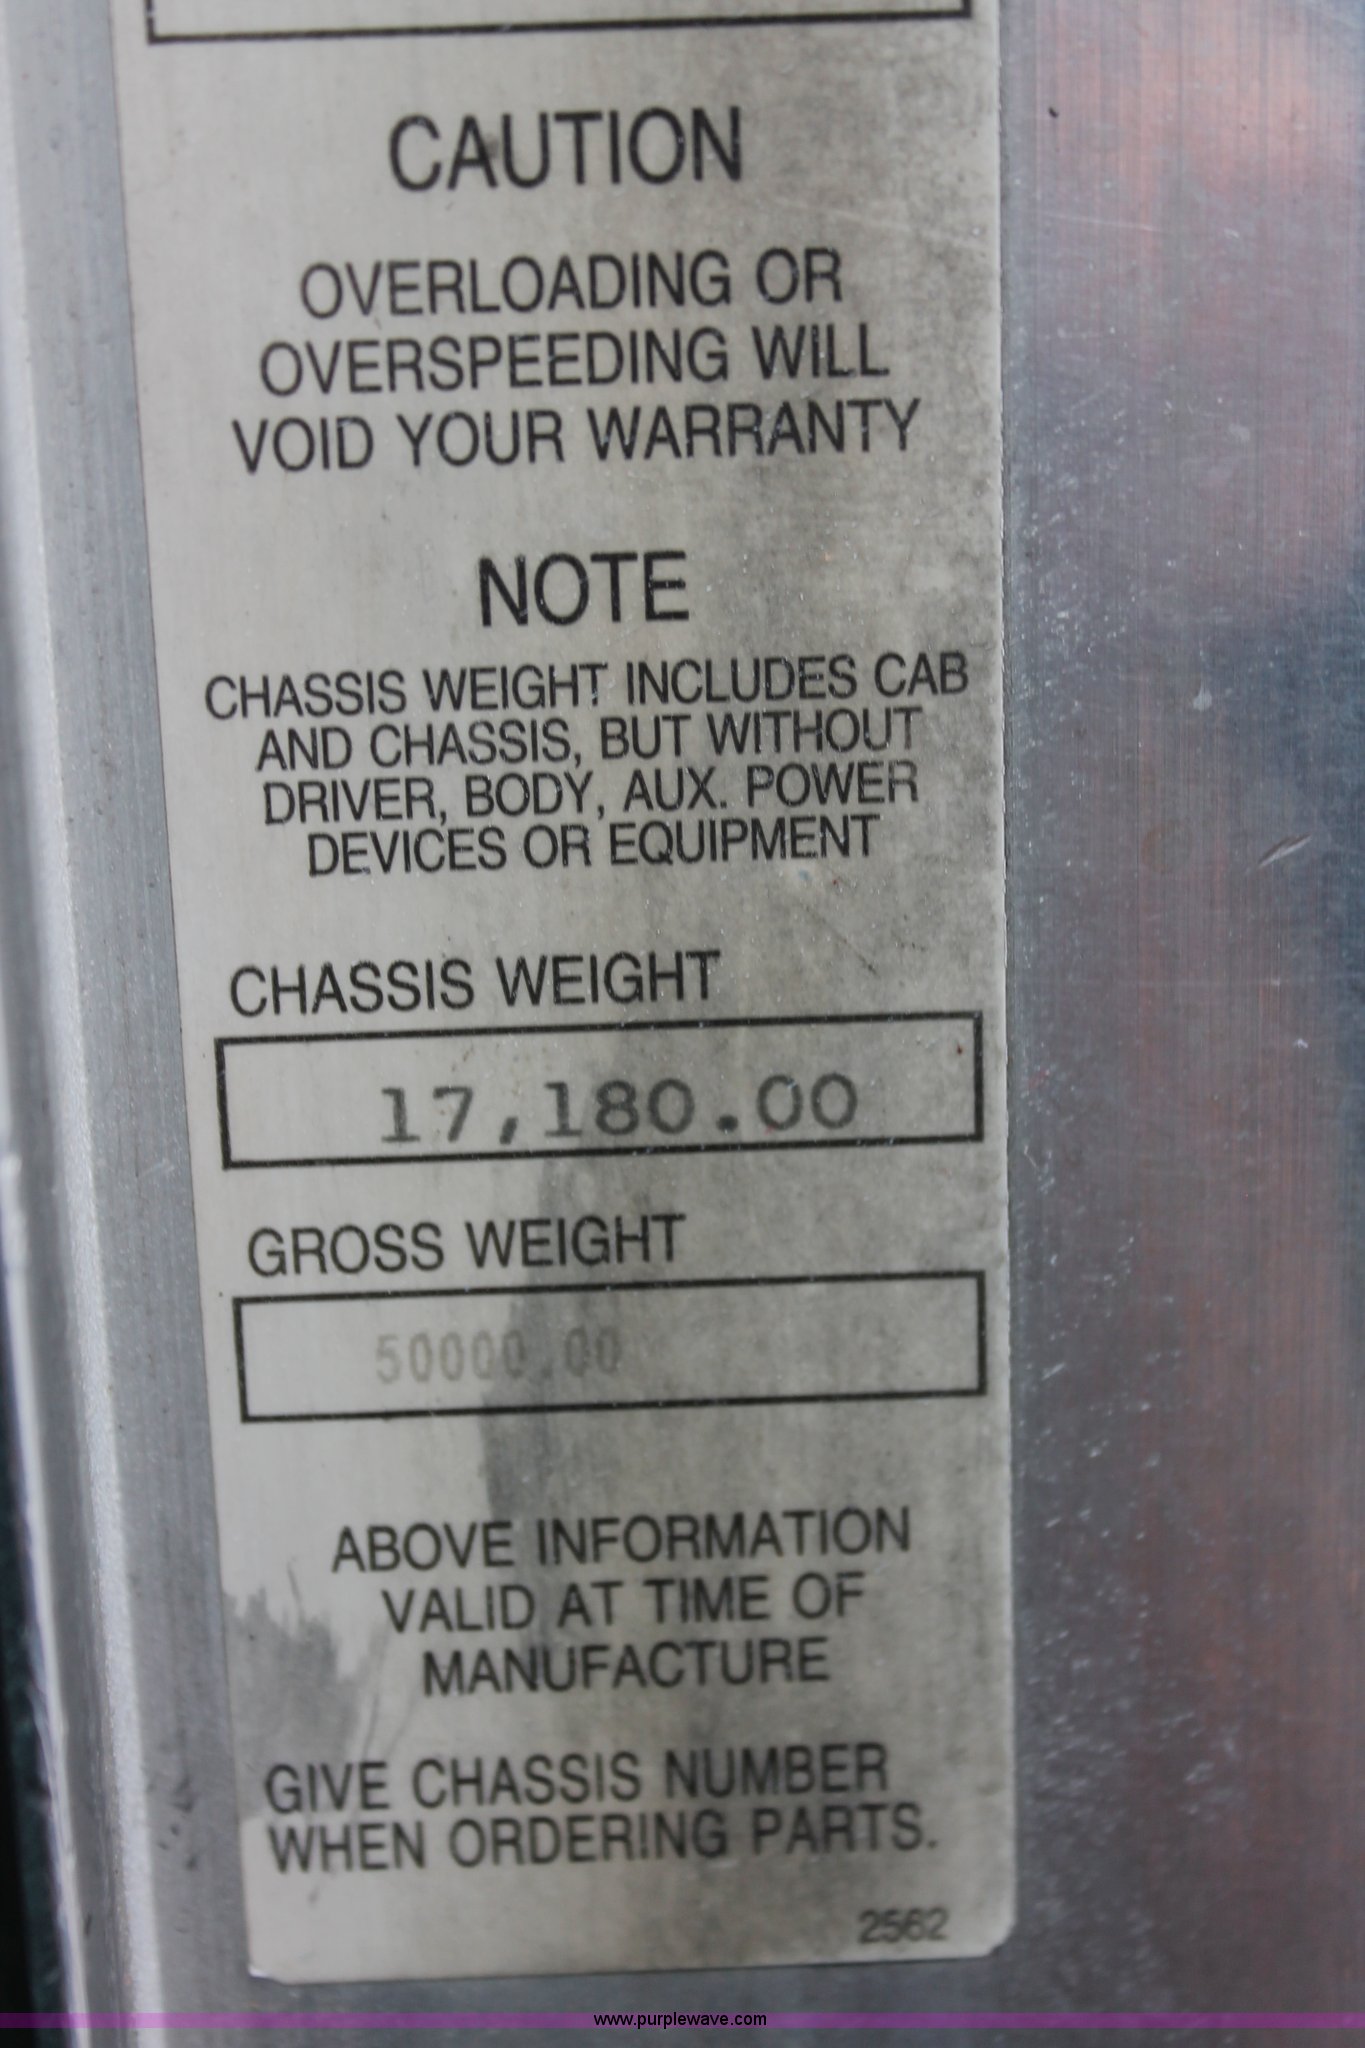 CAUTION
OVERLOADING OR
OVERSPEEDING WILL
VOID YOUR WARRANTY
NOTE
CHASSIS WEIGHT INCLUDES CAB
AND CHASSIS, BUT WITHOUT
DRIVER, BODY, AUX. POWER
DEVICES OR EQUIPMENT
CHASSIS WEIGHT
17,180.00
GROSS WEIGHT
50000.00
ABOVE INFORMATION
VALID AT TIME OF
MANUFACTURE
GIVE CHASSIS NUMBER
WHEN ORDERING PARTS.
2562
www.purplewave.com